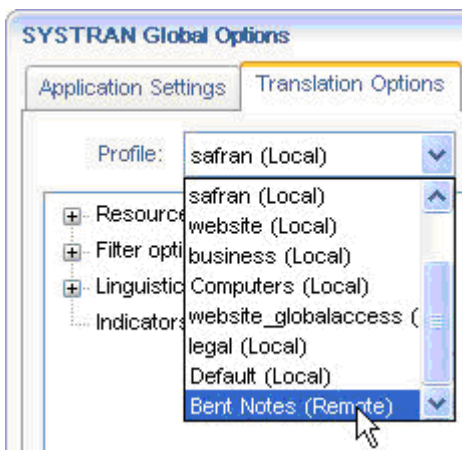 SYSTRAN Global Options
Application Settings
Translation Options
Profile:
safran (Local)
safran (Local)
website (Local)
business (Local)
Computers (Local)
website_globalaccess (
legal (Local)
Default (Local)
Bent Notes (Remote)
Resource
Filter opti
Linguistic
Indicators